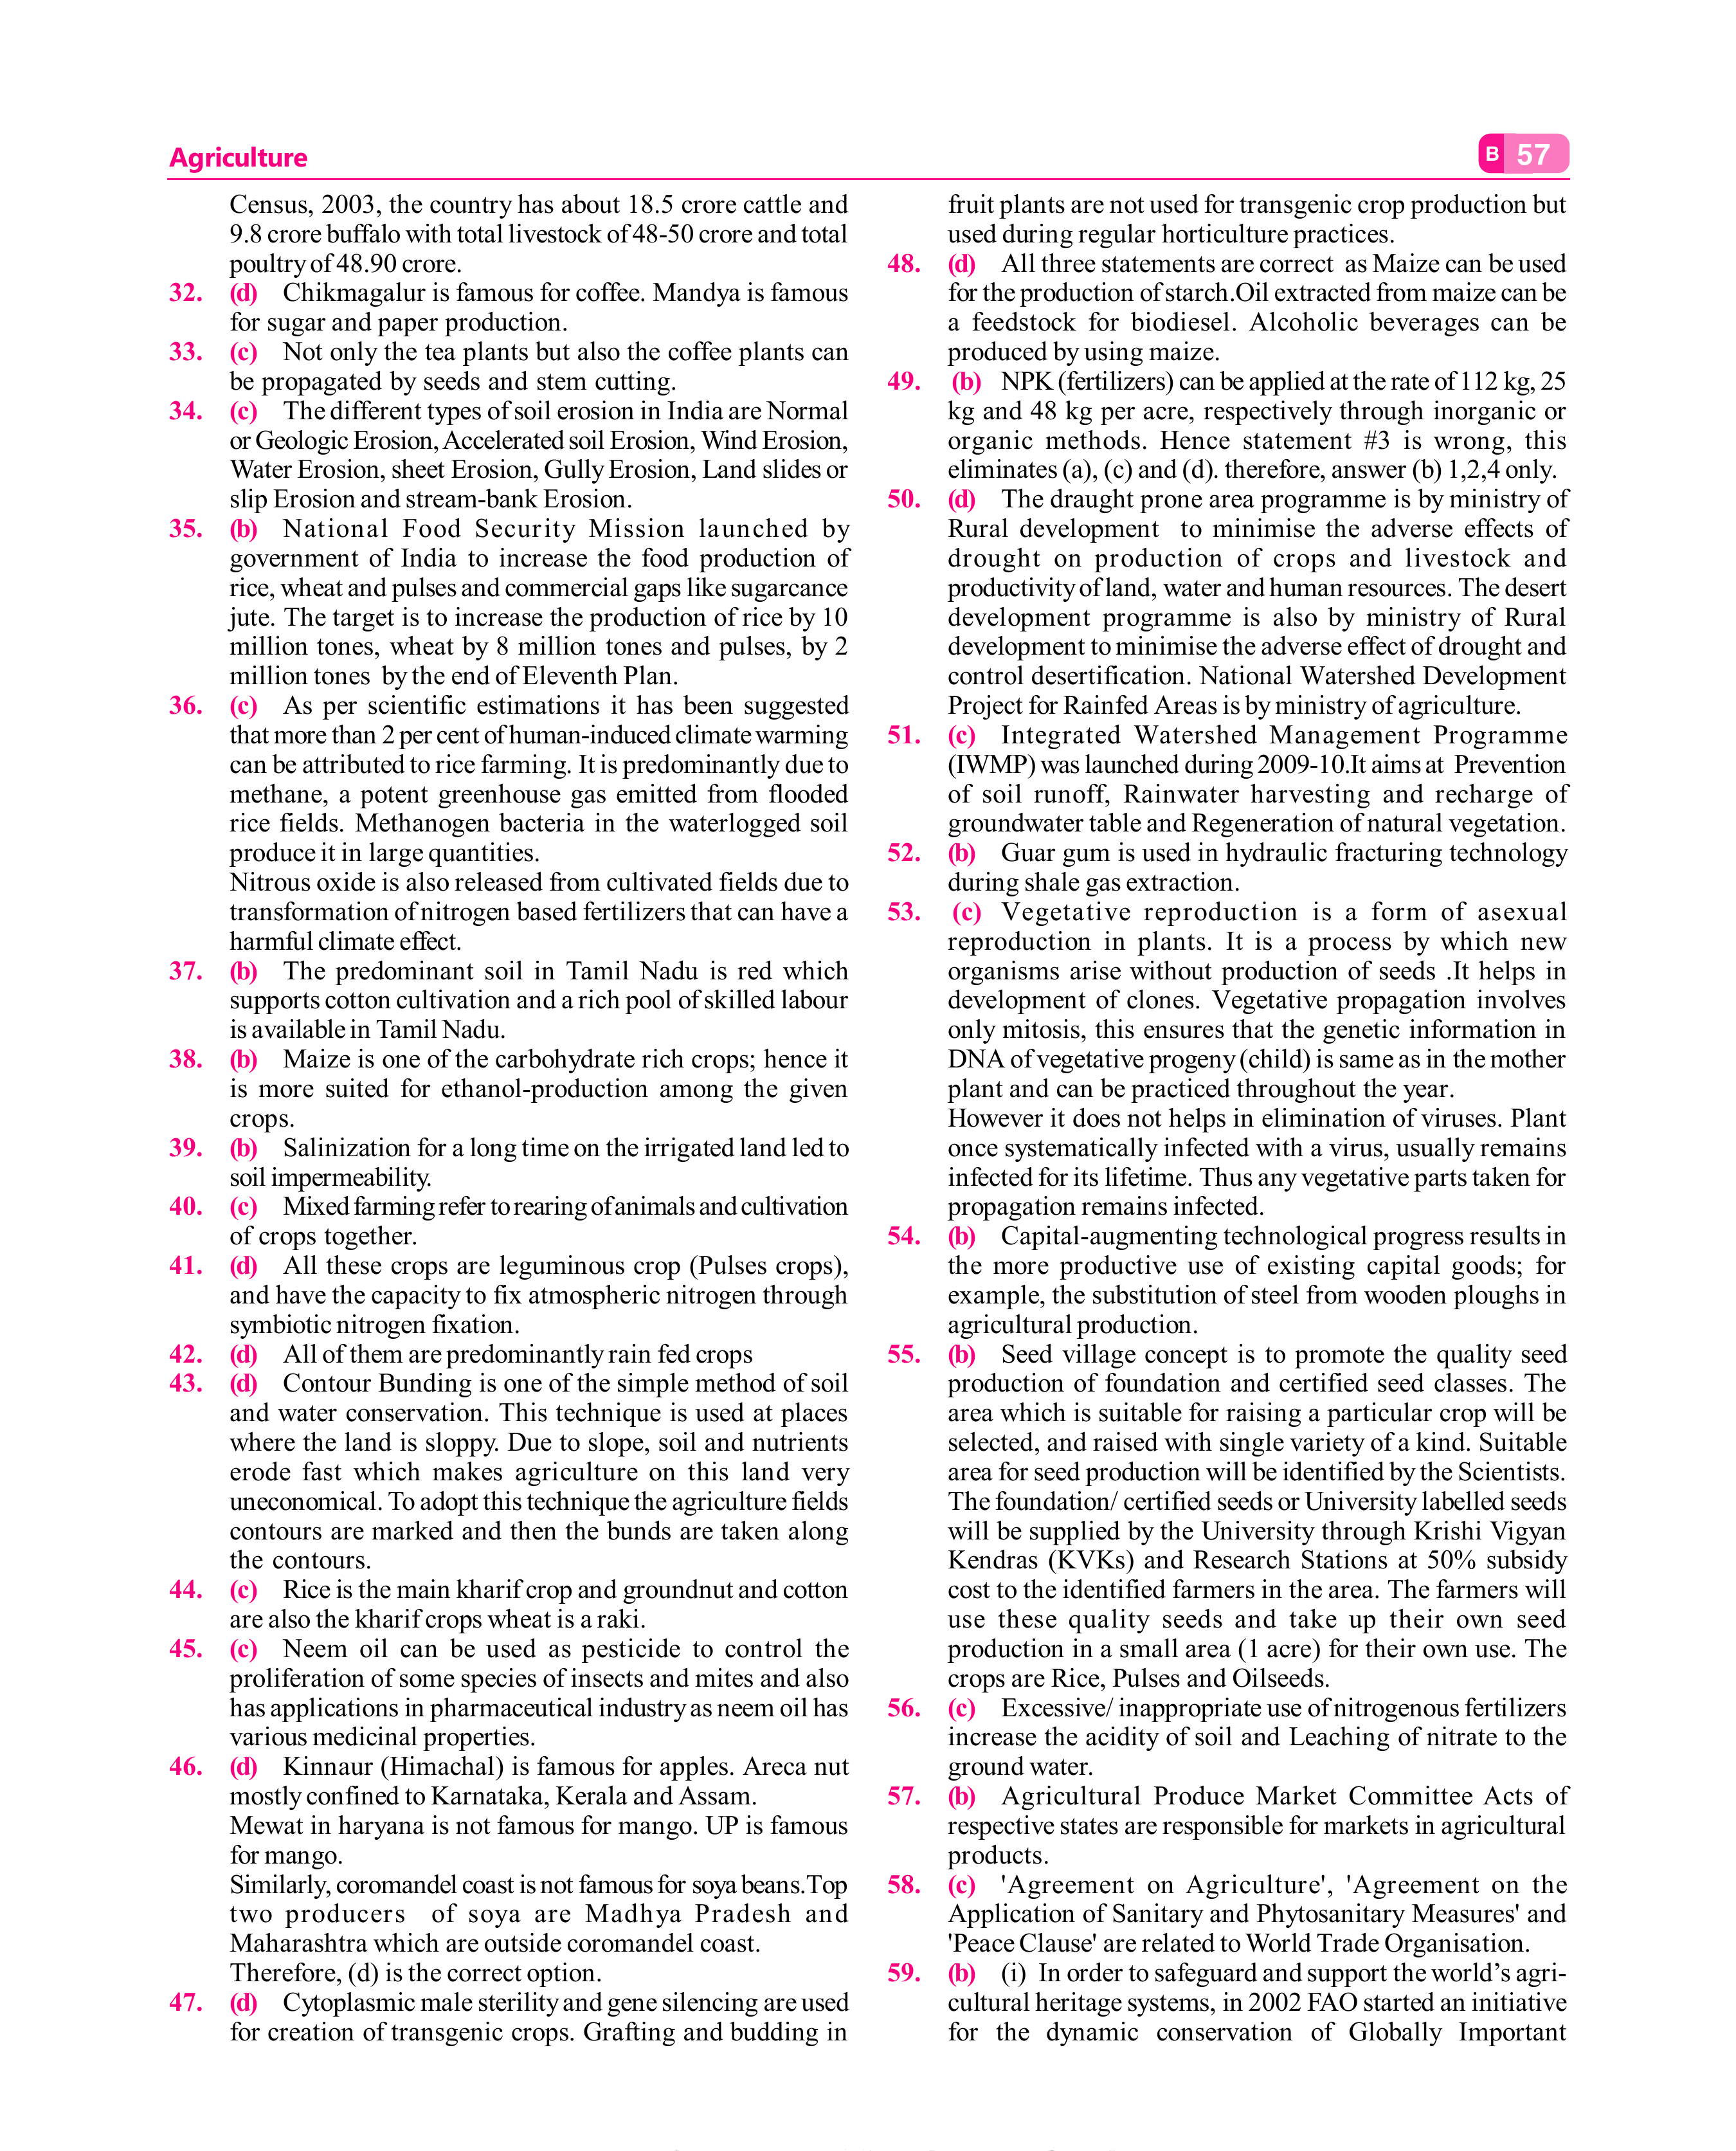 Agriculture
B 57
Census, 2003, the country has about 18.5 crore cattle and
9.8 crore buffalo with total livestock of 48-50 crore and total
poultry of 48.90 crore.
32. (d) Chikmagalur is famous for coffee. Mandya is famous
for sugar and paper production.
33. (c) Not only the tea plants but also the coffee plants can
be propagated by seeds and stem cutting.
34. (c) The different types of soil erosion in India are Normal
or Geologic Erosion, Accelerated soil Erosion, Wind Erosion,
Water Erosion, sheet Erosion, Gully Erosion, Land slides or
slip Erosion and stream-bank Erosion.
35. (b) National Food Security Mission launched by
government of India to increase the food production of
rice, wheat and pulses and commercial gaps like sugarcance
jute. The target is to increase the production of rice by 10
million tones, wheat by 8 million tones and pulses, by 2
million tones by the end of Eleventh Plan.
36. (c) As per scientific estimations it has been suggested
that more than 2 per cent of human-induced climate warming
can be attributed to rice farming. It is predominantly due to
methane, a potent greenhouse gas emitted from flooded
rice fields. Methanogen bacteria in the waterlogged soil
produce it in large quantities.
Nitrous oxide is also released from cultivated fields due to
transformation of nitrogen based fertilizers that can have a
harmful climate effect.
37. (b) The predominant soil in Tamil Nadu is red which
supports cotton cultivation and a rich pool of skilled labour
is available in Tamil Nadu.
38. (b) Maize is one of the carbohydrate rich crops; hence it
is more suited for ethanol-production among the given
crops.
39. (b) Salinization for a long time on the irrigated land led to
soil impermeability.
40. (c) Mixed farming refer to rearing of animals and cultivation
of crops together.
41. (d) All these crops are leguminous crop (Pulses crops),
and have the capacity to fix atmospheric nitrogen through
symbiotic nitrogen fixation.
42. (d) All of them are predominantly rain fed crops
43. (d) Contour Bunding is one of the simple method of soil
and water conservation. This technique is used at places
where the land is sloppy. Due to slope, soil and nutrients
erode fast which makes agriculture on this land very
uneconomical. To adopt this technique the agriculture fields
contours are marked and then the bunds are taken along
the contours.
44. (c) Rice is the main kharif crop and groundnut and cotton
are also the kharif crops wheat is a raki.
45. (c) Neem oil can be used as pesticide to control the
proliferation of some species of insects and mites and also
has applications in pharmaceutical industry as neem oil has
various medicinal properties.
46. (d) Kinnaur (Himachal) is famous for apples. Areca nut
mostly confined to Karnataka, Kerala and Assam.
Mewat in haryana is not famous for mango. UP is famous
for mango.
Similarly, coromandel coast is not famous for soya beans.Top
two producers of soya are Madhya Pradesh and
Maharashtra which are outside coromandel coast.
Therefore, (d) is the correct option.
47. (d) Cytoplasmic male sterility and gene silencing are used
for creation of transgenic crops. Grafting and budding in
fruit plants are not used for transgenic crop production but
used during regular horticulture practices.
48. (d) All three statements are correct as Maize can be used
for the production of starch.Oil extracted from maize can be
a feedstock for biodiesel. Alcoholic beverages can be
produced by using maize.
49. (b) NPK (fertilizers) can be applied at the rate of 112 kg, 25
kg and 48 kg per acre, respectively through inorganic or
organic methods. Hence statement #3 is wrong, this
eliminates (a), (c) and (d). therefore, answer (b) 1,2,4 only.
50. (d) The draught prone area programme is by ministry of
Rural development to minimise the adverse effects of
drought on production of crops and livestock and
productivity of land, water and human resources. The desert
development programme is also by ministry of Rural
development to minimise the adverse effect of drought and
control desertification. National Watershed Development
Project for Rainfed Areas is by ministry of agriculture.
51. (c) Integrated Watershed Management Programme
(IWMP) was launched during 2009-10.It aims at Prevention
of soil runoff, Rainwater harvesting and recharge of
groundwater table and Regeneration of natural vegetation.
52. (b) Guar gum is used in hydraulic fracturing technology
during shale gas extraction.
53. (c) Vegetative reproduction is a form of asexual
reproduction in plants. It is a process by which new
organisms arise without production of seeds .It helps in
development of clones. Vegetative propagation involves
only mitosis, this ensures that the genetic information in
DNA of vegetative progeny (child) is same as in the mother
plant and can be practiced throughout the year.
However it does not helps in elimination of viruses. Plant
once systematically infected with a virus, usually remains
infected for its lifetime. Thus any vegetative parts taken for
propagation remains infected.
54. (b) Capital-augmenting technological progress results in
the more productive use of existing capital goods; for
example, the substitution of steel from wooden ploughs in
agricultural production.
55. (b) Seed village concept is to promote the quality seed
production of foundation and certified seed classes. The
area which is suitable for raising a particular crop will be
selected, and raised with single variety of a kind. Suitable
area for seed production will be identified by the Scientists.
The foundation/ certified seeds or University labelled seeds
will be supplied by the University through Krishi Vigyan
Kendras (KVKs) and Research Stations at 50% subsidy
cost to the identified farmers in the area. The farmers will
use these quality seeds and take up their own seed
production in a small area (1 acre) for their own use. The
crops are Rice, Pulses and Oilseeds.
56. (c) Excessive/ inappropriate use of nitrogenous fertilizers
increase the acidity of soil and Leaching of nitrate to the
ground water.
57. (b) Agricultural Produce Market Committee Acts of
respective states are responsible for markets in agricultural
products.
58. (c) 'Agreement on Agriculture', 'Agreement on the
Application of Sanitary and Phytosanitary Measures' and
'Peace Clause' are related to World Trade Organisation.
59. (b) (i) In order to safeguard and support the world’s agri-
cultural heritage systems, in 2002 FAO started an initiative
for the dynamic conservation of Globally Important